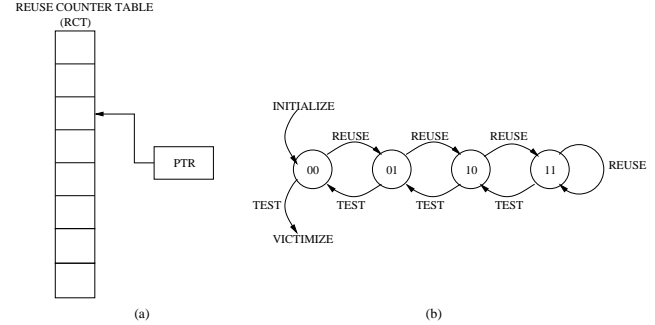 REUSE COUNTER TABLE
(RCT)
PTR
(a)
INITIALIZE
REUSE REUSE REUSE
00 01 10 11
REUSE
TEST TEST TEST TEST
VICTIMIZE
(b)